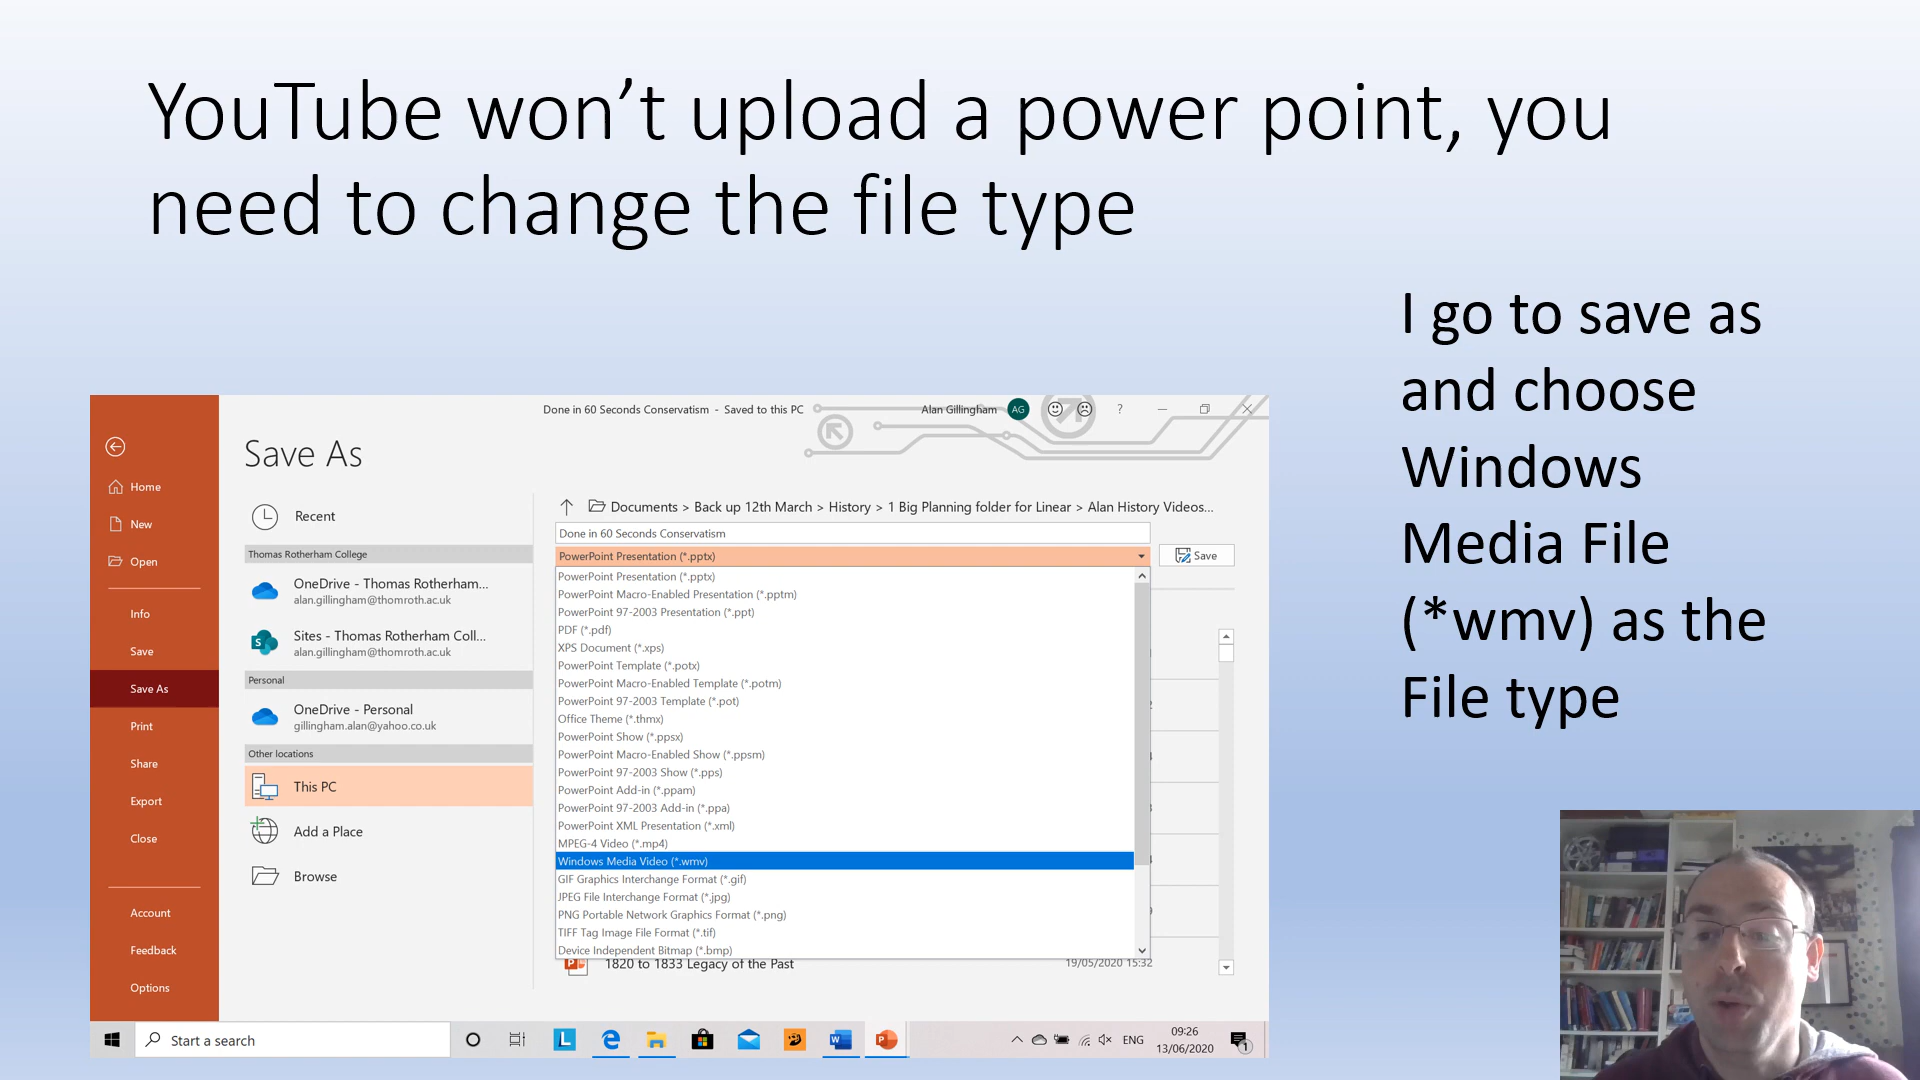 YouTube won’t upload a power point, you
need to change the file type
I go to save as
and choose
Windows
Media File
(*wmv) as the
File type
Done in 60 Seconds Conservatism - Saved to this PC
Alan Gillingham
AG
?
Save As
Home
New
Open
Info
Save
Save As
Print
Share
Export
Close
Account
Feedback
Options
Recent
Thomas Rotherham College
OneDrive - Thomas Rotherham...
alan.gillingham@thomroth.ac.uk
Sites - Thomas Rotherham Coll...
alan.gillingham@thomroth.ac.uk
Personal
OneDrive - Personal
gillingham.alan@yahoo.co.uk
Other locations
This PC
Add a Place
Browse
Documents > Back up 12th March > History > 1 Big Planning folder for Linear > Alan History Videos...
Done in 60 Seconds Conservatism
PowerPoint Presentation (*.pptx)
Save
PowerPoint Presentation (*.pptx)
PowerPoint Macro-Enabled Presentation (*.pptm)
PowerPoint 97-2003 Presentation (*.ppt)
PDF (*.pdf)
XPS Document (*.xps)
PowerPoint Template (*.potx)
PowerPoint Macro-Enabled Template (*.potm)
PowerPoint 97-2003 Template (*.pot)
Office Theme (*.thmx)
PowerPoint Show (*.ppsx)
PowerPoint Macro-Enabled Show (*.ppsm)
PowerPoint 97-2003 Show (*.pps)
PowerPoint Add-in (*.ppam)
PowerPoint 97-2003 Add-in (*.ppa)
PowerPoint XML Presentation (*.xml)
MPEG-4 Video (*.mp4)
Windows Media Video (*.wmv)
GIF Graphics Interchange Format (*.gif)
JPEG File Interchange Format (*.jpg)
PNG Portable Network Graphics Format (*.png)
TIFF Tag Image File Format (*.tif)
Device Independent Bitmap (*.bmp)
1820 to 1833 Legacy of the Past
19/05/2020 15:32
Start a search
ENG
09:26
13/06/2020
1